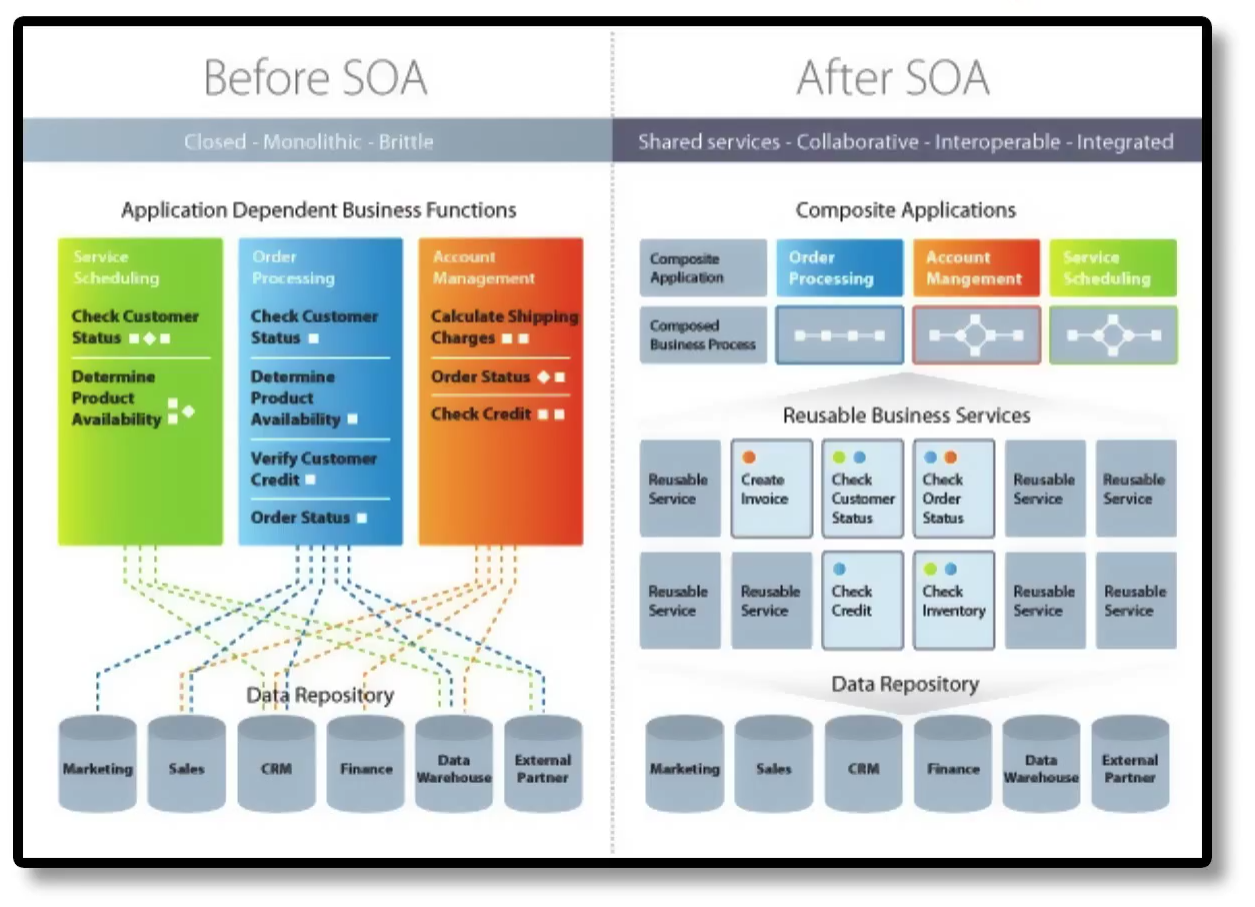 Before SOA
Closed - Monolithic - Brittle
Application Dependent Business Functions
Service
Scheduling
Check Customer
Status
Determine
Product
Availability
Order
Processing
Check Customer
Status
Determine
Product
Availability
Verify Customer
Credit
Order Status
Account
Management
Calculate Shipping
Charges
Order Status
Check Credit
Data Repository
Marketing
Sales
CRM
Finance
Data
Warehouse
External
Partner
After SOA
Shared services - Collaborative - Interoperable - Integrated
Composite Applications
Composite
Application
Order
Processing
Account
Mangement
Service
Scheduling
Composed
Business Process
Reusable Business Services
Reusable
Service
Create
Invoice
Check
Customer
Status
Check
Order
Status
Reusable
Service
Reusable
Service
Reusable
Service
Reusable
Service
Check
Credit
Check
Inventory
Reusable
Service
Reusable
Service
Data Repository
Marketing
Sales
CRM
Finance
Data
Warehouse
External
Partner